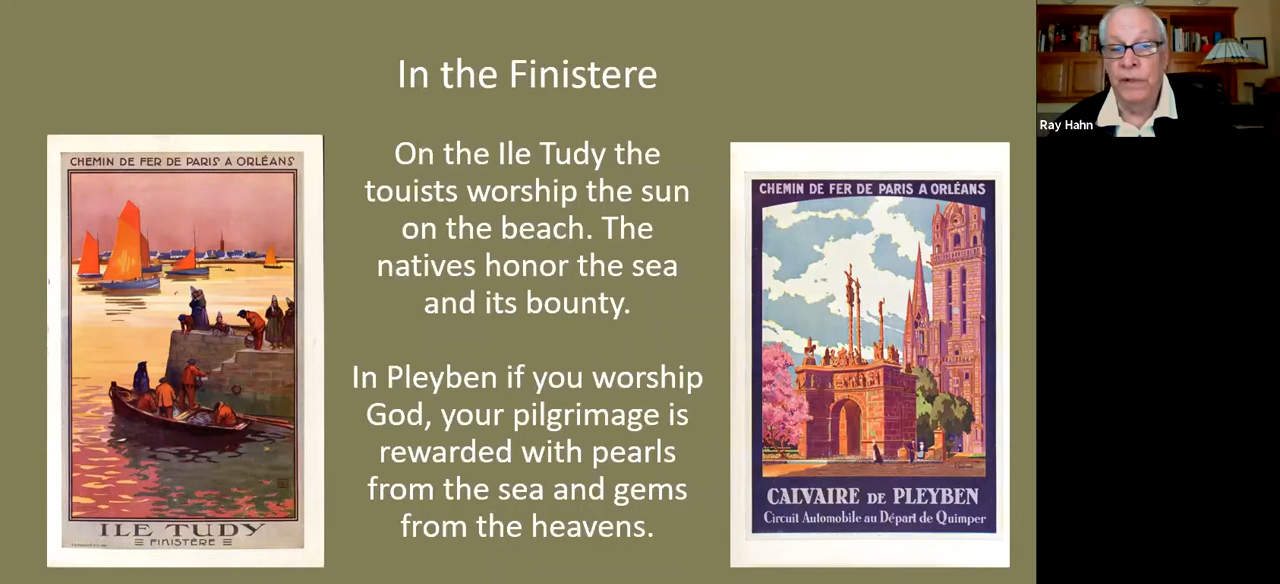 In the Finistere
CHEMIN DE FER DE PARIS A ORLÉANS
ILE TUDY
FINISTÈRE
On the Ile Tudy the
touists worship the sun
on the beach. The
natives honor the sea
and its bounty.
In Pleyben if you worship
God, your pilgrimage is
rewarded with pearls
from the sea and gems
from the heavens.
CHEMIN DE FER DE PARIS A ORLÉANS
CALVAIRE DE PLEYBEN
Circuit Automobile au Départ de Quimper
Ray Hahn